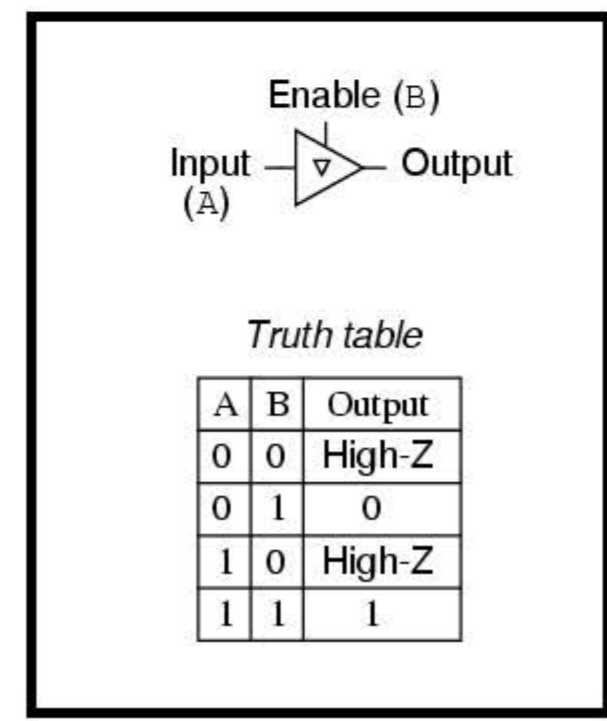 Enable (B)
Input
(A)
Output
Truth table
A B Output
0 0 High-Z
0 1 0
1 0 High-Z
1 1 1